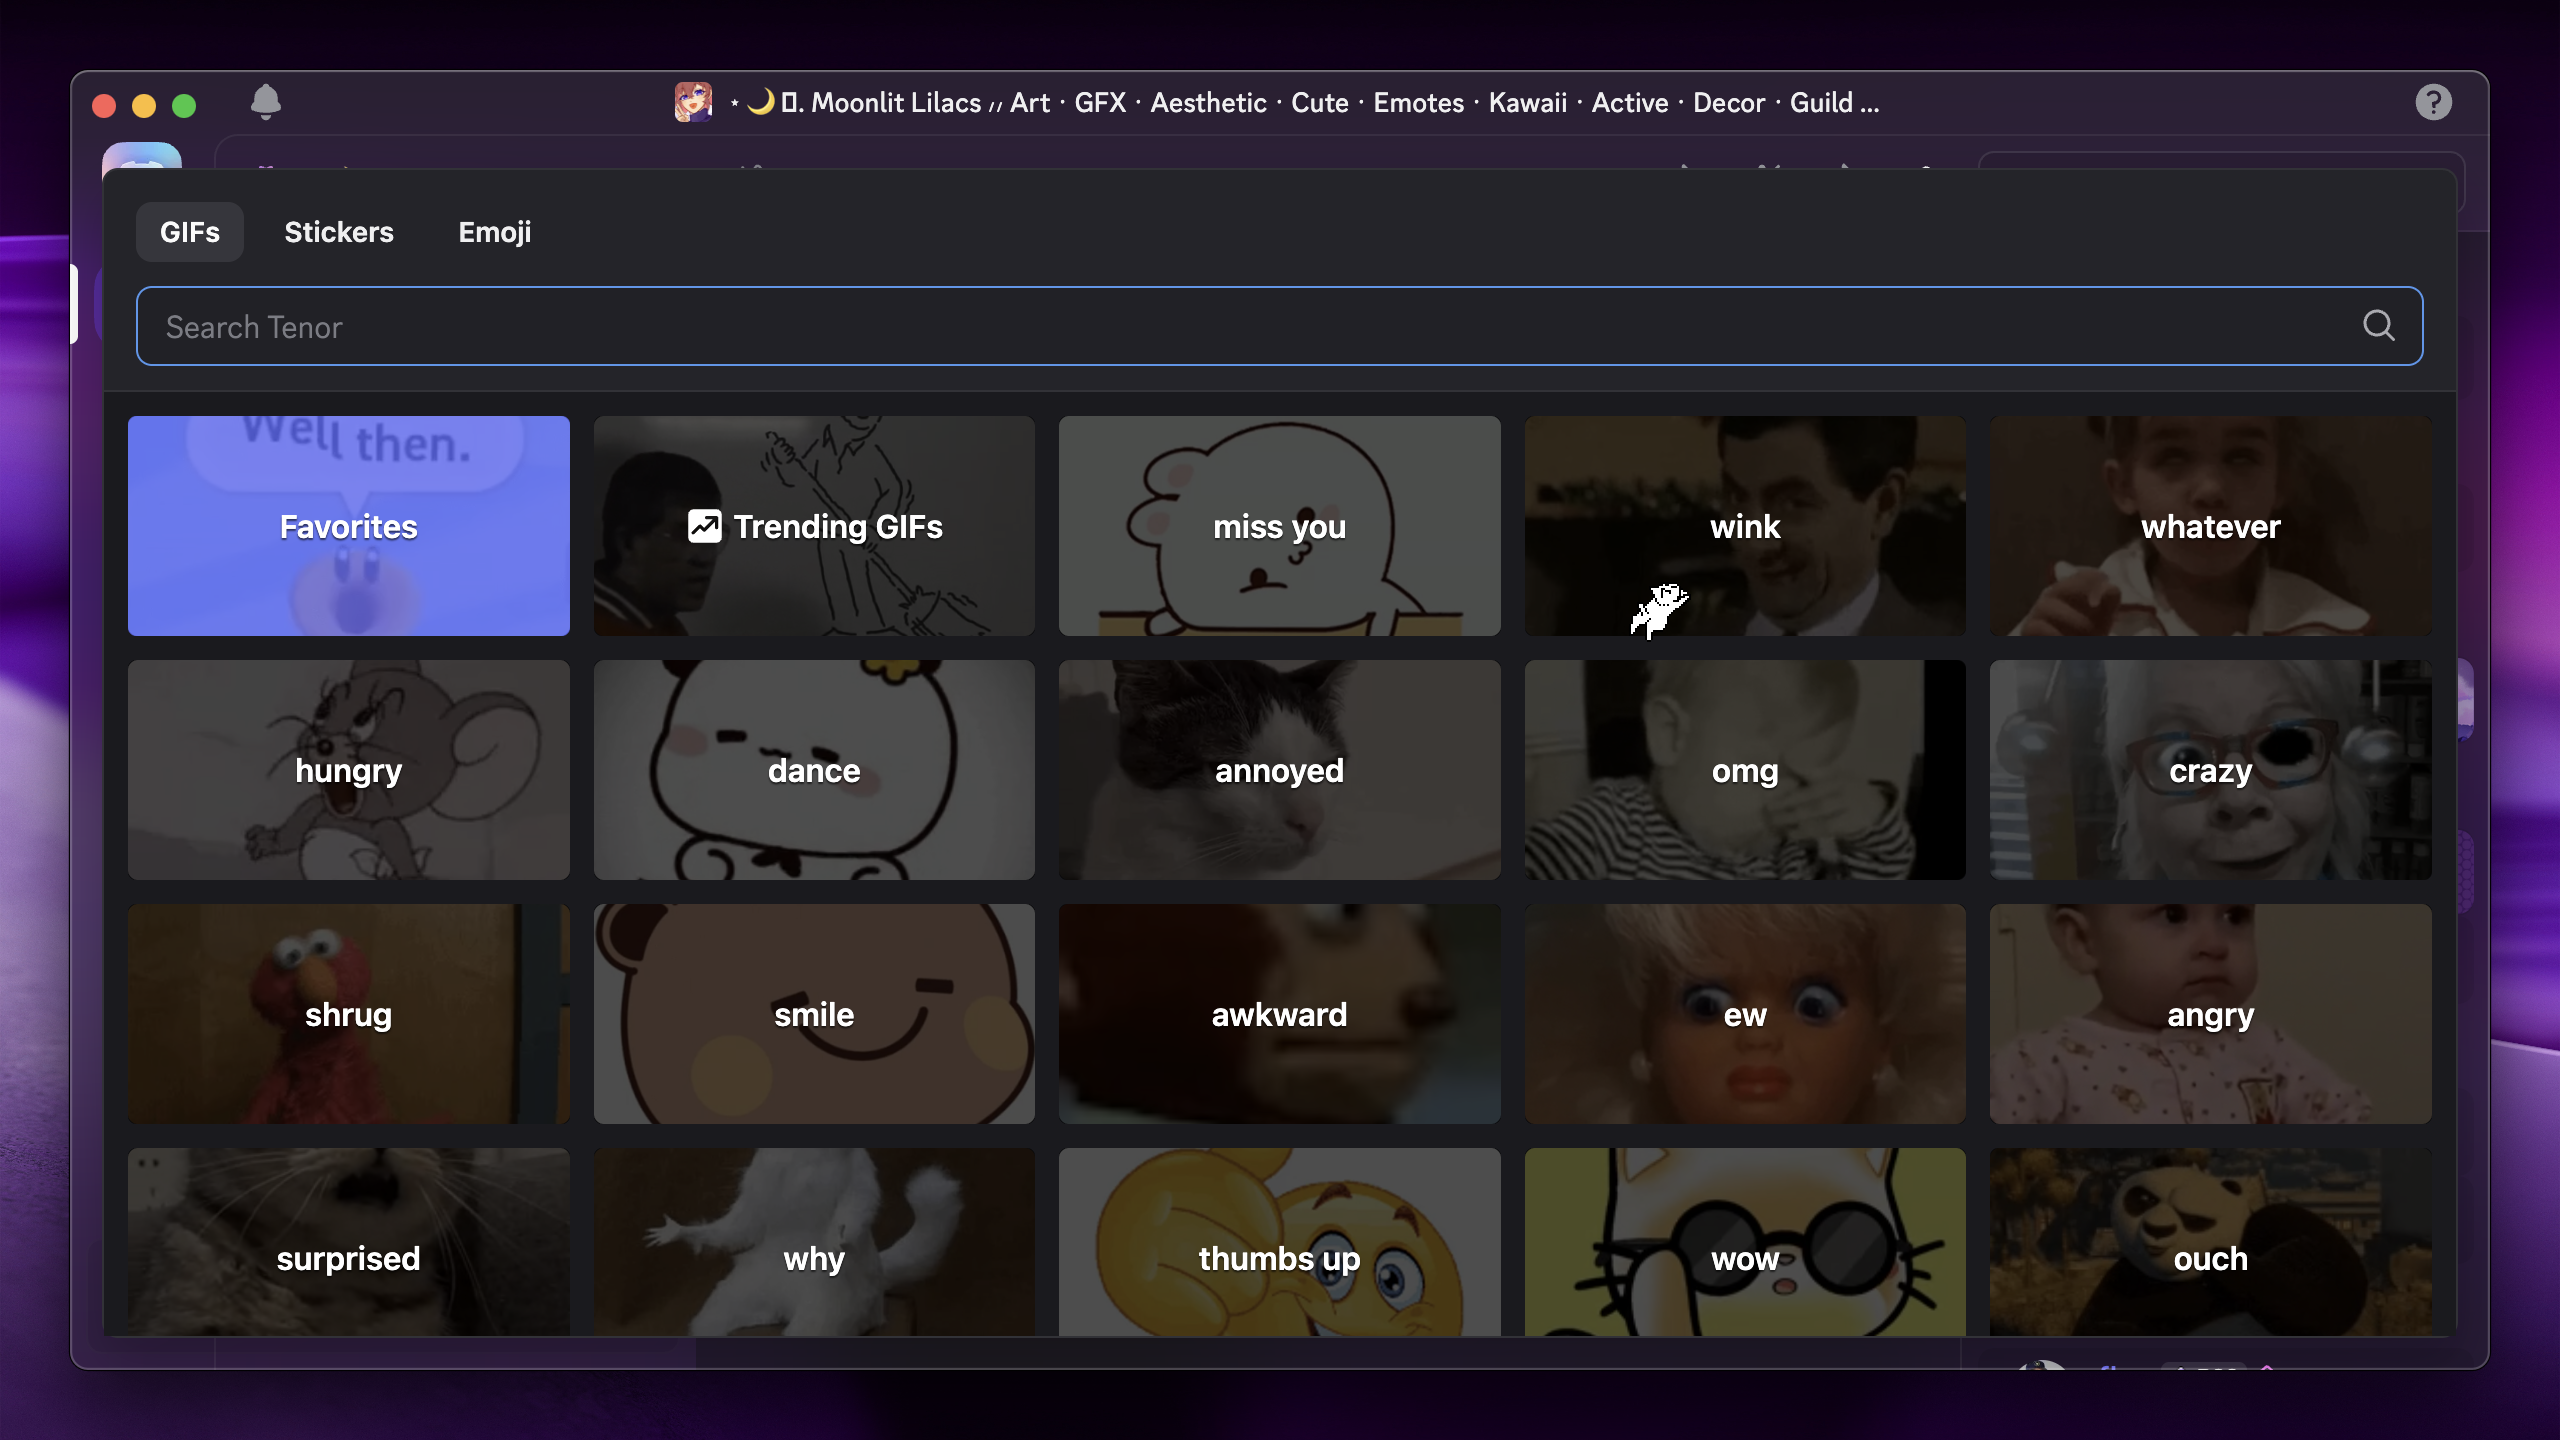 ⋆🌙. Moonlit Lilacs 〃 Art · GFX · Aesthetic · Cute · Emotes · Kawaii · Active · Decor · Guild ...
GIFs
Stickers
Emoji
Search Tenor
Well then.
Favorites
Trending GIFs
miss you
wink
whatever
hungry
dance
annoyed
omg
crazy
shrug
smile
awkward
ew
angry
surprised
why
thumbs up
wow
ouch